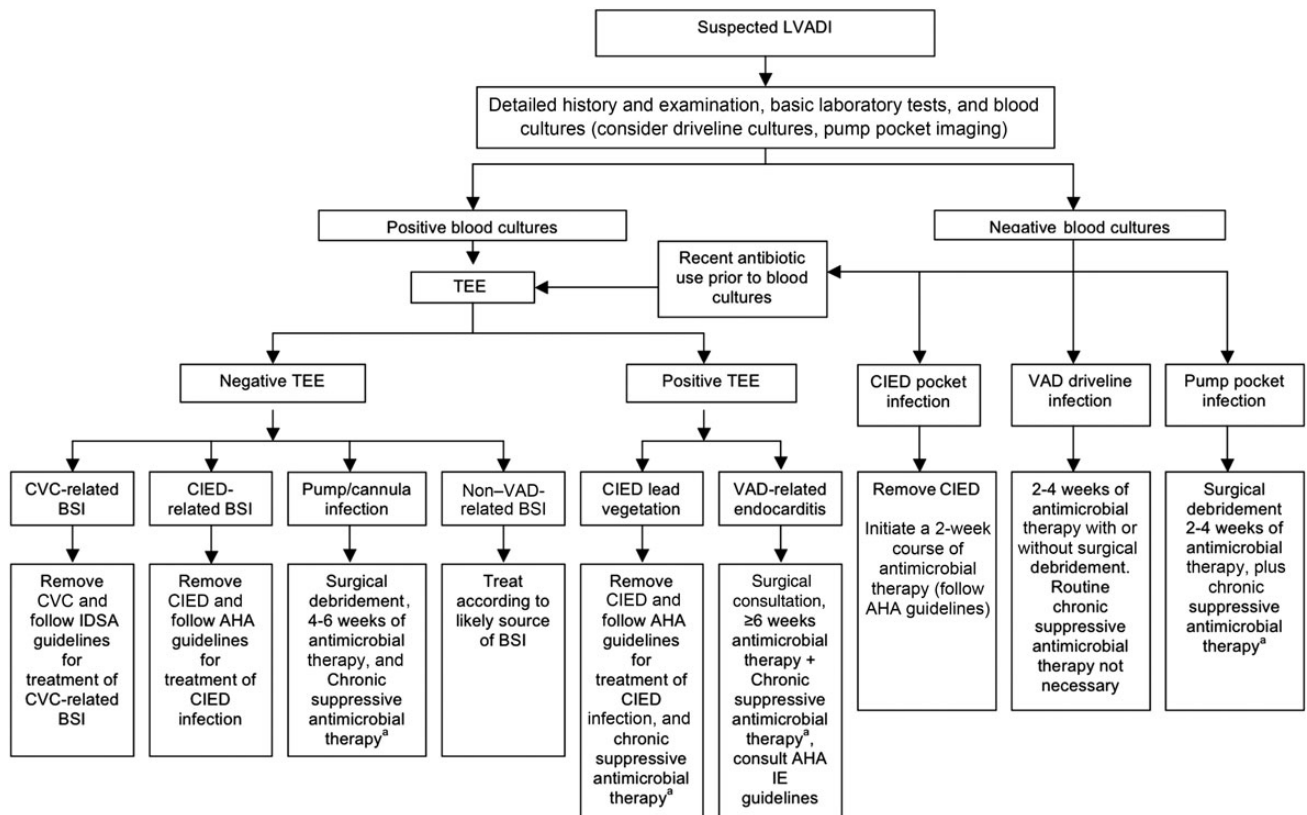 Suspected LVADI
Detailed history and examination, basic laboratory tests, and blood
cultures (consider driveline cultures, pump pocket imaging)
Positive blood cultures
Negative blood cultures
Recent antibiotic
use prior to blood
cultures
TEE
Negative TEE
Positive TEE
CIED pocket
infection
VAD driveline
infection
Pump pocket
infection
CVC-related
BSI
CIED-
related BSI
Pump/cannula
infection
Non–VAD-
related BSI
CIED lead
vegetation
VAD-related
endocarditis
Remove CIED
Initiate a 2-week
course of
antimicrobial
therapy (follow
AHA guidelines)
2-4 weeks of
antimicrobial
therapy with or
without surgical
debridement.
Routine
chronic
suppressive
antimicrobial
therapy not
necessary
Surgical
debridement
2-4 weeks of
antimicrobial
therapy, plus
chronic
suppressive
antimicrobial
therapyª
Remove
CVC and
follow IDSA
guidelines
for
treatment of
CVC-related
BSI
Remove
CIED and
follow AHA
guidelines
for
treatment of
CIED
infection
Surgical
debridement,
4-6 weeks of
antimicrobial
therapy, and
Chronic
suppressive
antimicrobial
therapyª
Treat
according to
likely source
of BSI
Remove
CIED and
follow AHA
guidelines for
treatment of
CIED
infection, and
chronic
suppressive
antimicrobial
therapyª
Surgical
consultation,
≥6 weeks
antimicrobial
therapy +
Chronic
suppressive
antimicrobial
therapyª,
consult AHA
IE
guidelines